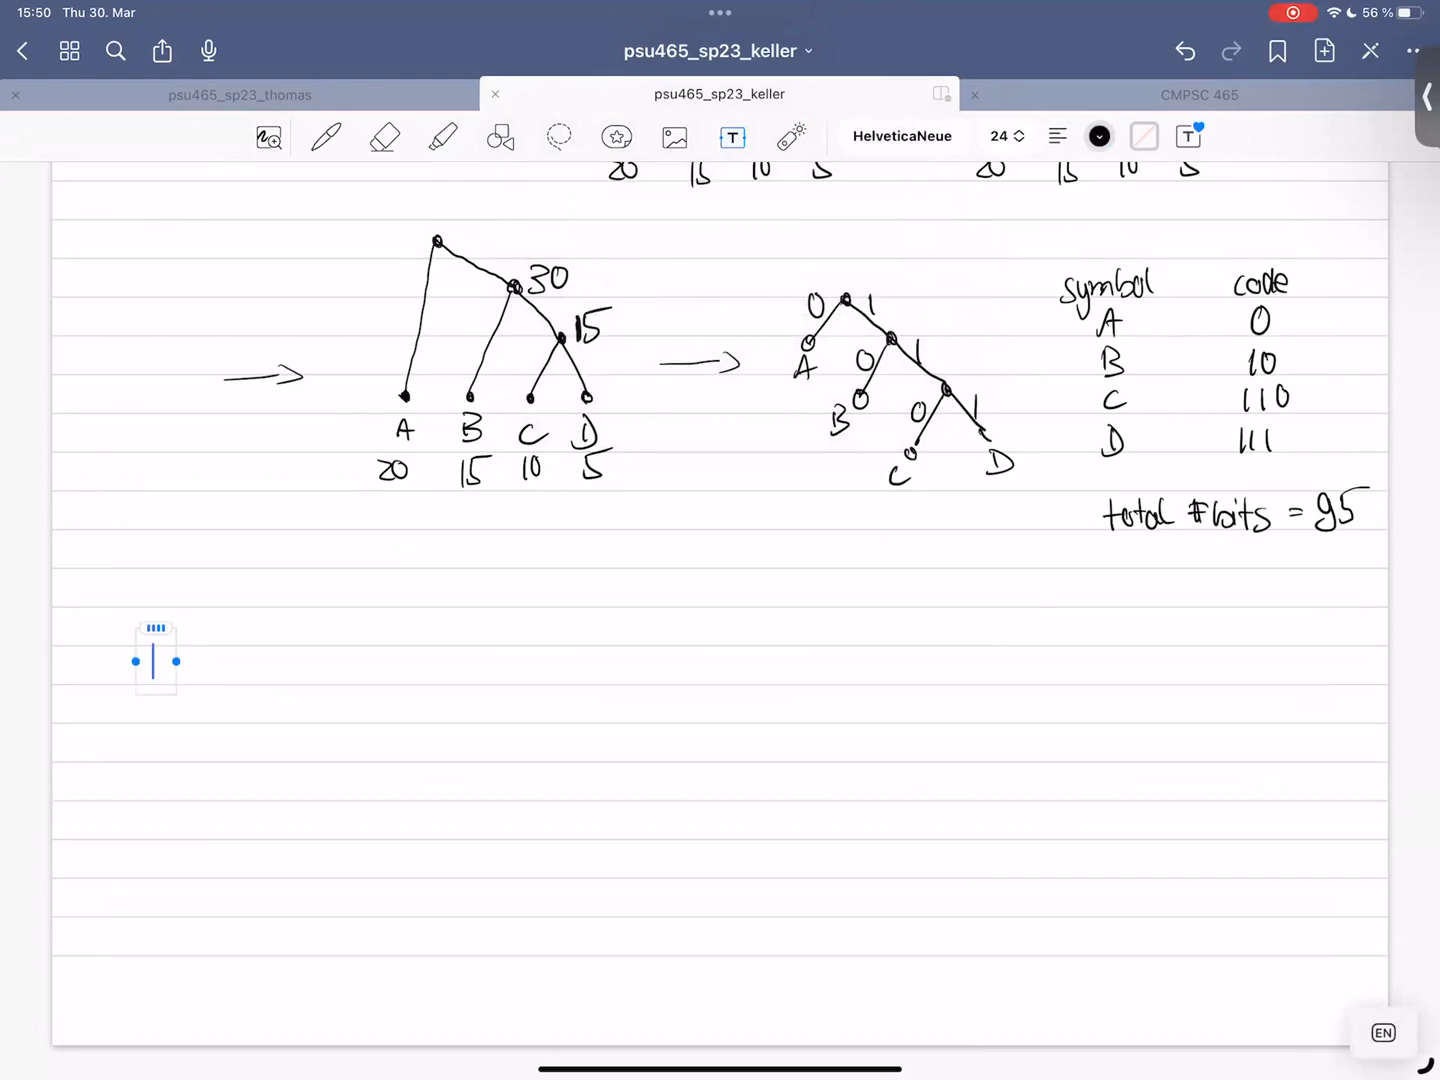 15:50 Thu 30. Mar 56 %
psu465_sp23_keller
psu465_sp23_thomas psu465_sp23_keller CMPSC 465
T HelveticaNeue 24 T
20 15 10 5 20 15 10 5
30
15
A B C D
20 15 10 5
0 1
A 0 1
B 0 1
C D
symbol code
A 0
B 10
C 110
D 111
total #bits = 95
EN